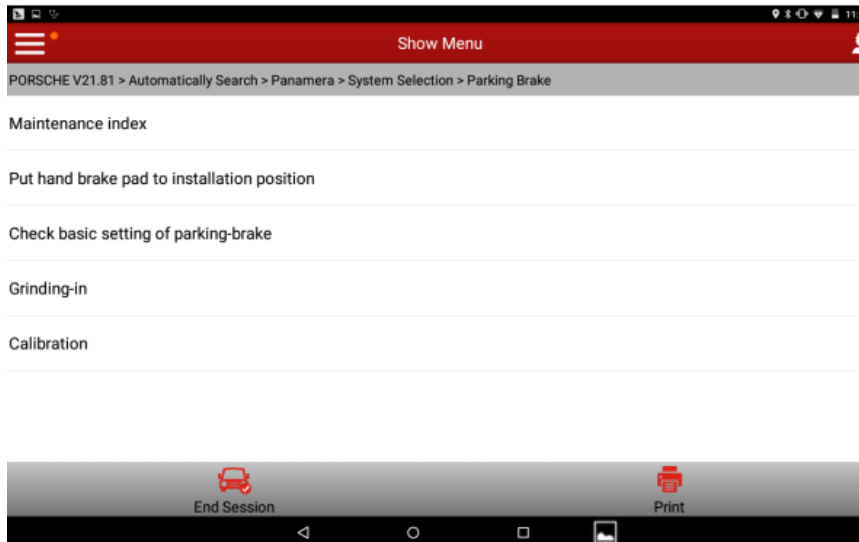 11:
Show Menu
PORSCHE V21.81 > Automatically Search > Panamera > System Selection > Parking Brake
Maintenance index
Put hand brake pad to installation position
Check basic setting of parking-brake
Grinding-in
Calibration
End Session
Print